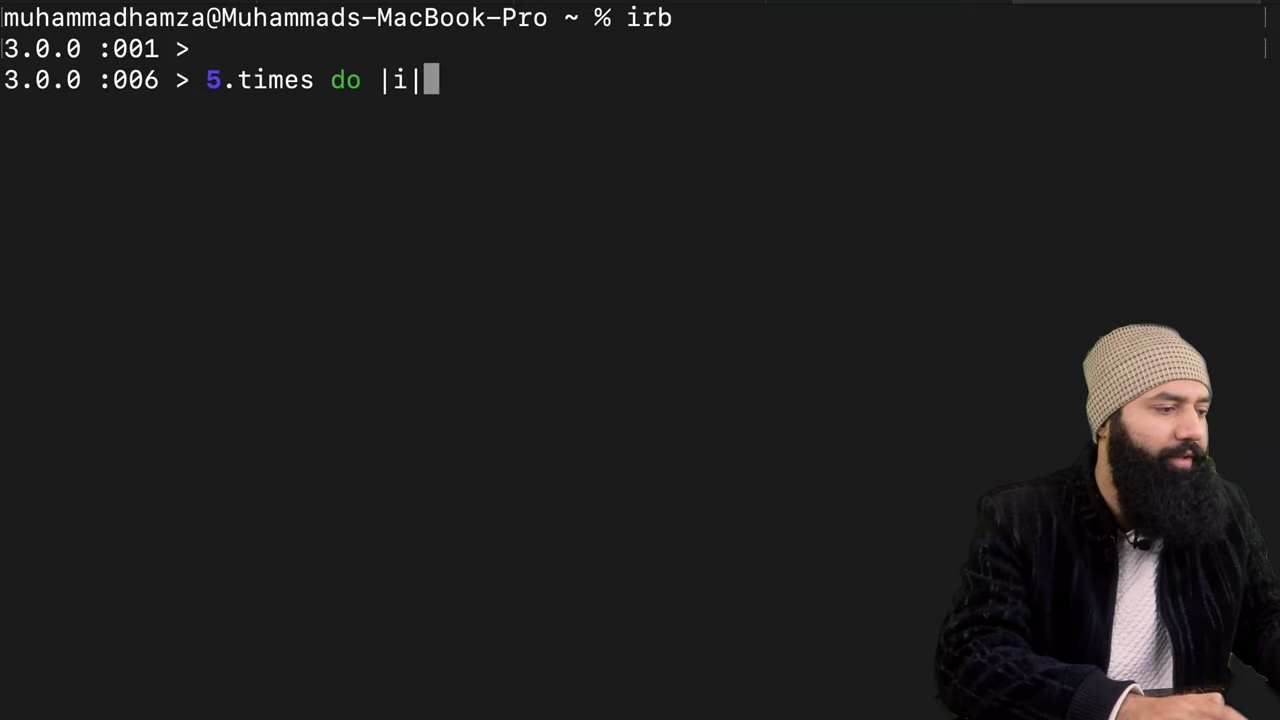 muhammadhamza@Muhammads-MacBook-Pro ~ % irb
3.0.0 :001 >
3.0.0 :006 > 5.times do |i|